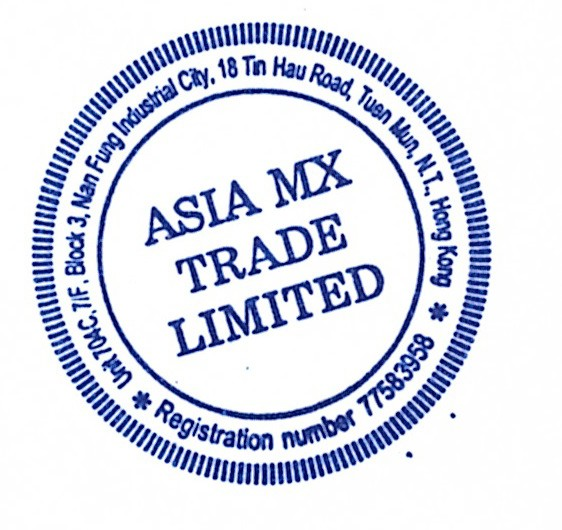 Unit 704C, 7/F, Block 3, Nan Fung Industrial City, 18 Tin Hau Road, Tuen Mun, N.T., Hong Kong
ASIA MX
TRADE
LIMITED
* Registration number 77583958 *